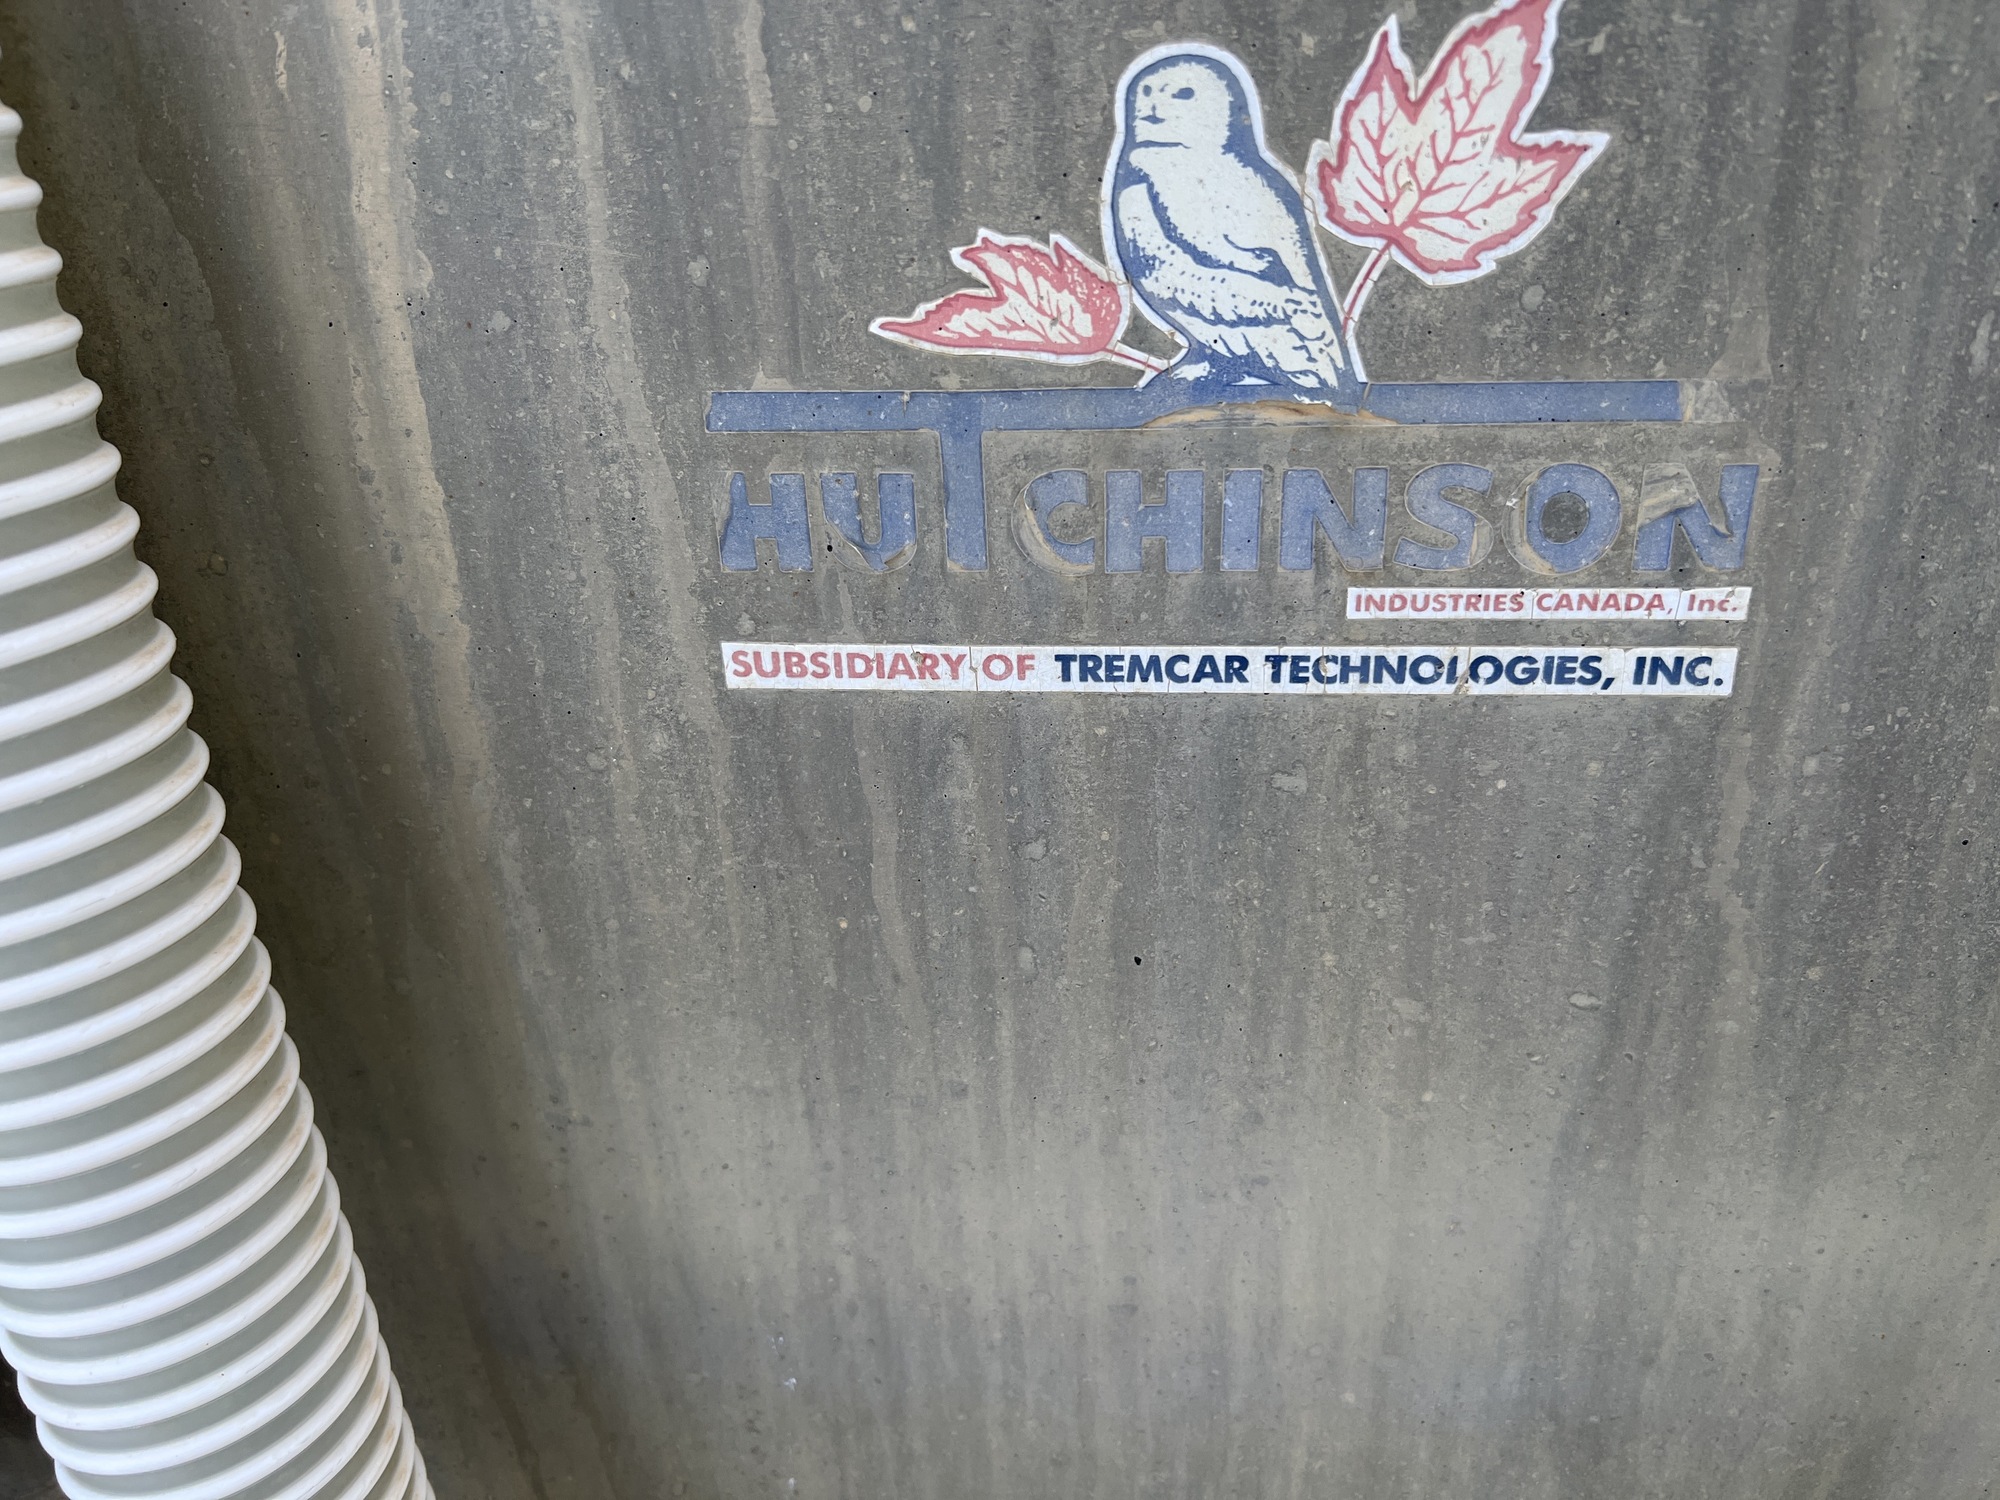 HUTCHINSON
INDUSTRIES CANADA, Inc.
SUBSIDIARY OF TREMCAR TECHNOLOGIES, INC.